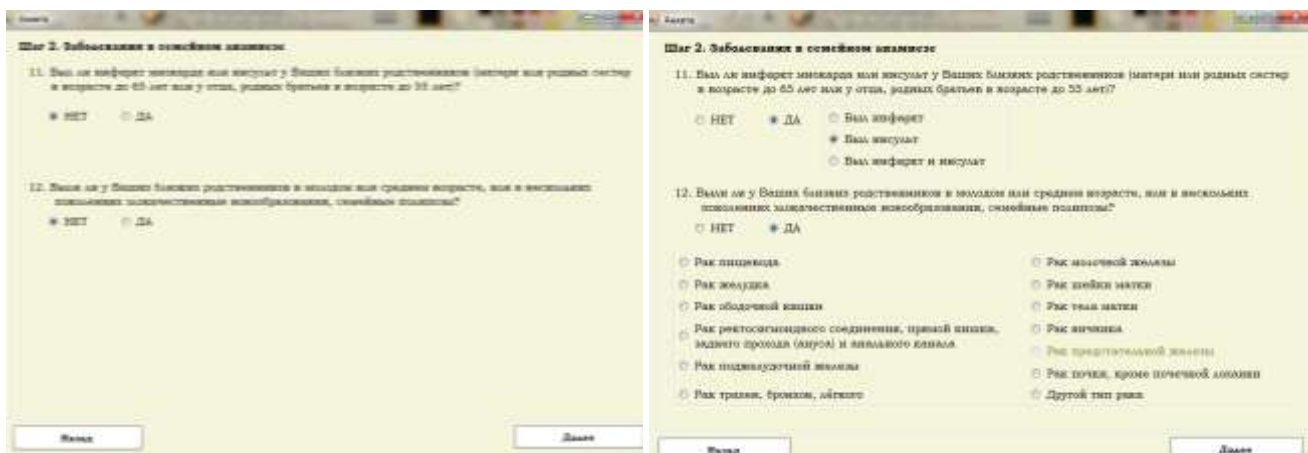 Анкета
Шаг 2. Заболевания в семейном анамнезе
11. Был ли инфаркт миокарда или инсульт у Ваших близких родственников (матери или родных сестер
в возрасте до 65 лет или у отца, родных братьев в возрасте до 55 лет)?
НЕТ ДА
12. Были ли у Ваших близких родственников в молодом или среднем возрасте, или в нескольких
поколениях злокачественные новообразования, семейные полипозы?
НЕТ ДА
Назад Далее
Анкета
Шаг 2. Заболевания в семейном анамнезе
11. Был ли инфаркт миокарда или инсульт у Ваших близких родственников (матери или родных сестер
в возрасте до 65 лет или у отца, родных братьев в возрасте до 55 лет)?
НЕТ ДА Был инфаркт
Был инсульт
Был инфаркт и инсульт
12. Были ли у Ваших близких родственников в молодом или среднем возрасте, или в нескольких
поколениях злокачественные новообразования, семейные полипозы?
НЕТ ДА
Рак пищевода
Рак желудка
Рак ободочной кишки
Рак ректосигмоидного соединения, прямой кишки,
заднего прохода (ануса) и анального канала
Рак поджелудочной железы
Рак трахеи, бронхов, лёгкого
Рак молочной железы
Рак шейки матки
Рак тела матки
Рак яичника
Рак предстательной железы
Рак почки, кроме почечной лоханки
Другой тип рака
Назад Далее